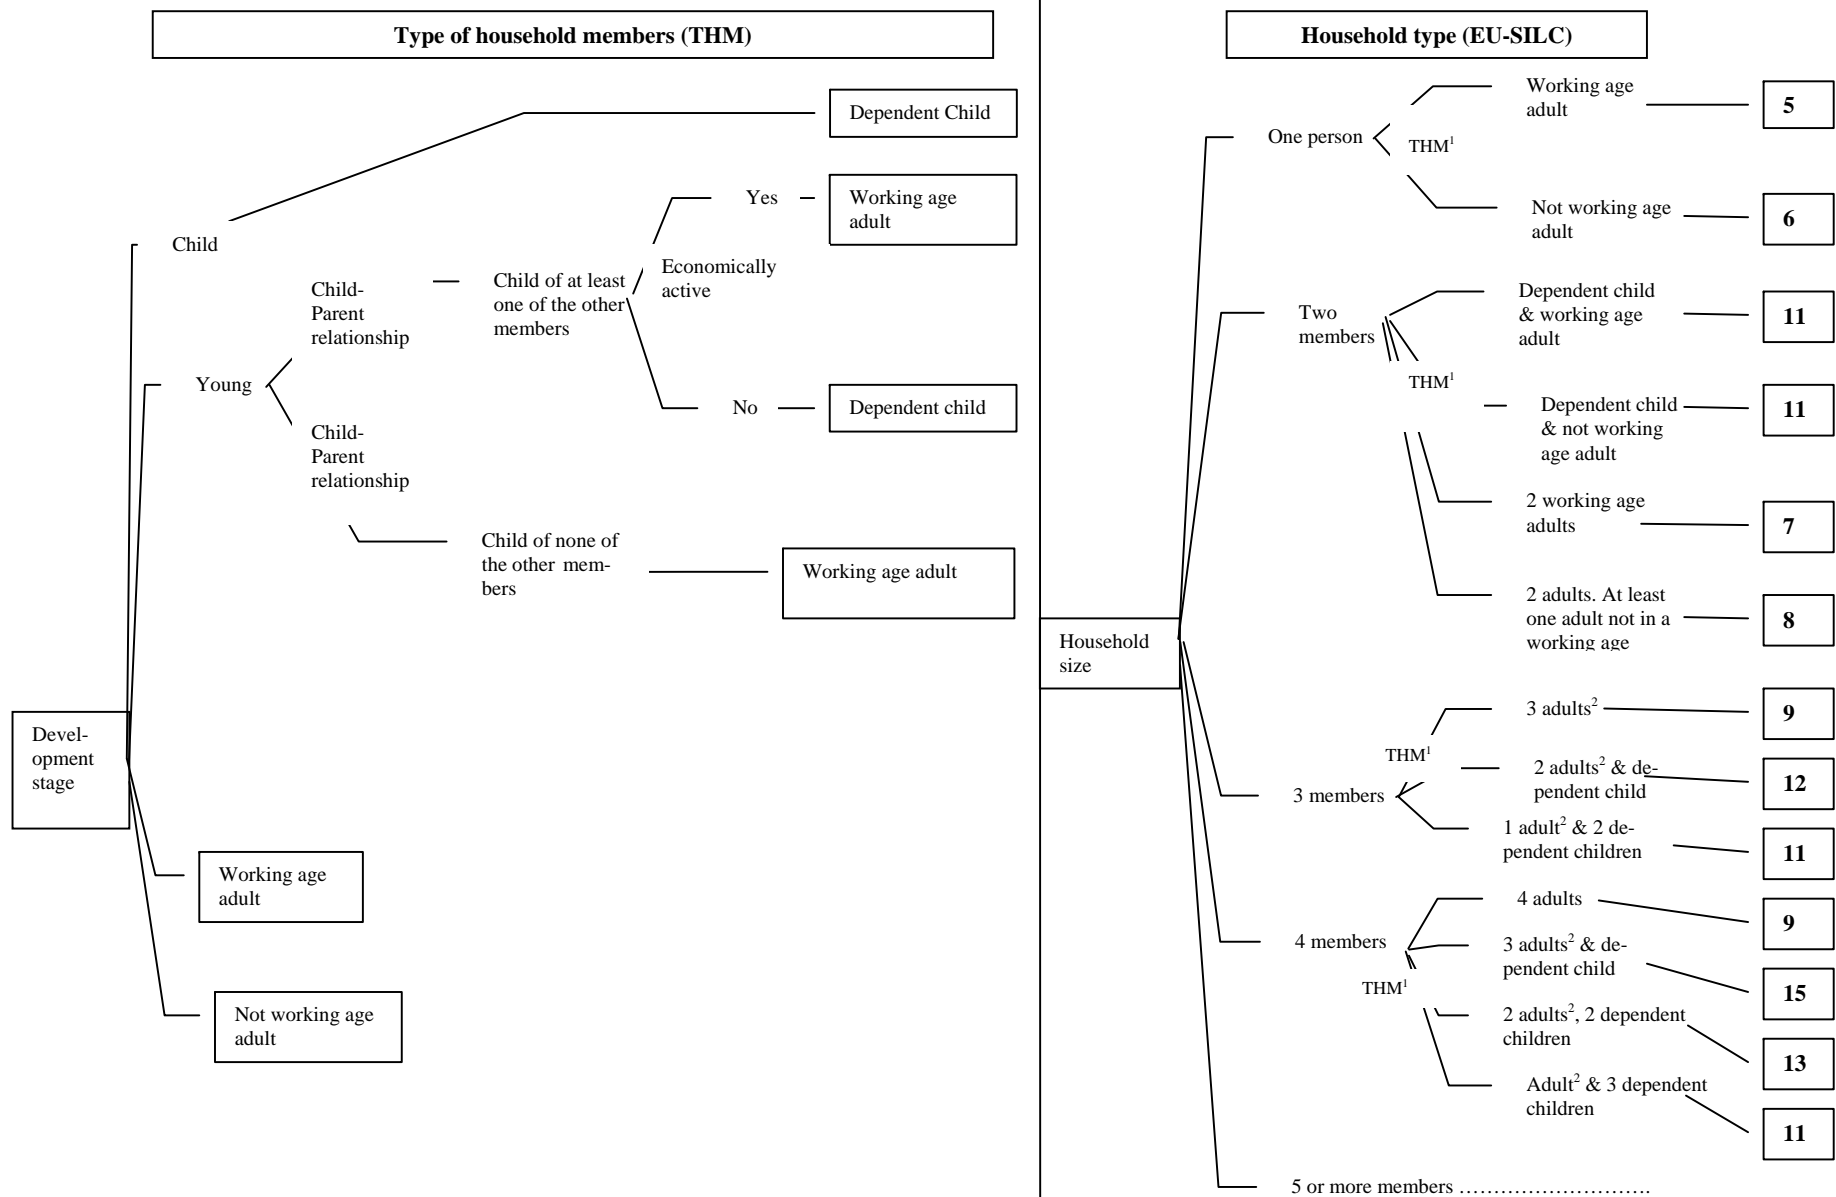 Type of household members (THM)
Dependent Child
Yes
Working age
adult
Child
Economically
active
Child-
Parent
relationship
Child of at least
one of the other
members
Young
No
Dependent child
Child-
Parent
relationship
Child of none of
the other mem-
bers
Working age adult
Devel-
opment
stage
Working age
adult
Not working age
adult
Household type (EU-SILC)
Working age
adult
5
One person
THM¹
Not working age
adult
6
Two
members
Dependent child
& working age
adult
11
THM¹
Dependent child
& not working
age adult
11
2 working age
adults
7
2 adults. At least
one adult not in a
working age
8
Household
size
3 adults²
9
THM¹
2 adults² & de-
pendent child
12
3 members
1 adult² & 2 de-
pendent children
11
4 adults
9
4 members
3 adults² & de-
pendent child
15
THM¹
2 adults², 2 dependent
children
13
Adult² & 3 dependent
children
11
5 or more members ……………………….